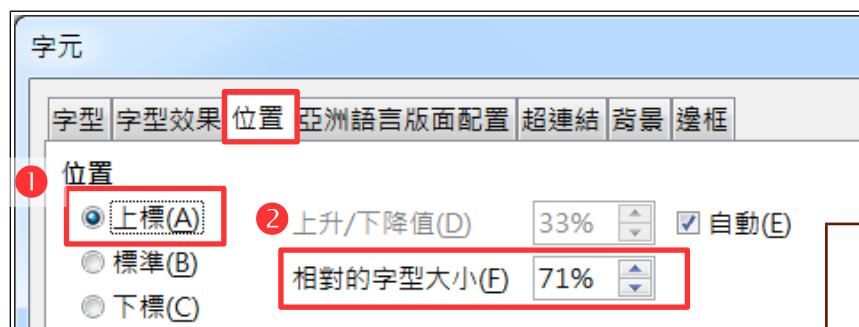 字元
字型 字型效果 位置 亞洲語言版面配置 超連結 背景 邊框
位置
1 上標(A) 2 上升/下降值(D) 33% 自動(E)
標準(B) 相對的字型大小(F) 71%
下標(C)